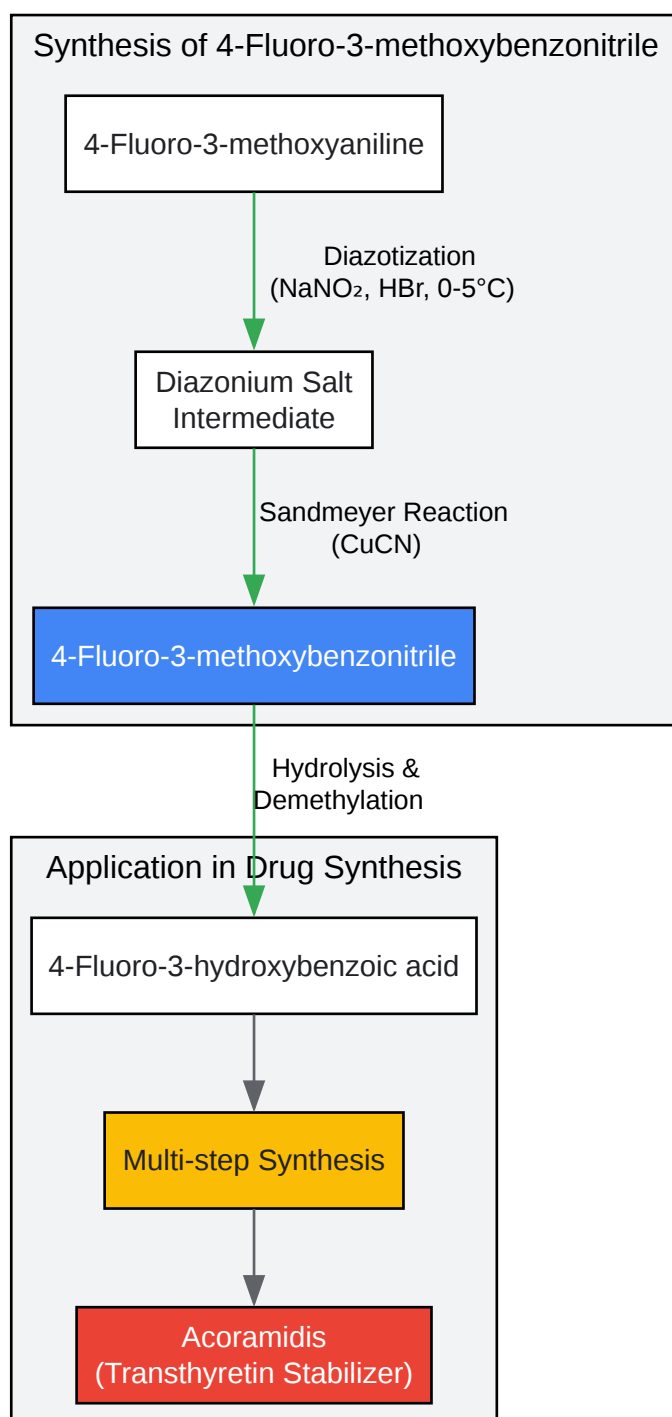 Synthesis of 4-Fluoro-3-methoxybenzonitrile
4-Fluoro-3-methoxyaniline
Diazotization
(NaNO₂, HBr, 0-5°C)
Diazonium Salt
Intermediate
Sandmeyer Reaction
(CuCN)
4-Fluoro-3-methoxybenzonitrile
Hydrolysis &
Demethylation
Application in Drug Synthesis
4-Fluoro-3-hydroxybenzoic acid
Multi-step Synthesis
Acoramidis
(Transthyretin Stabilizer)